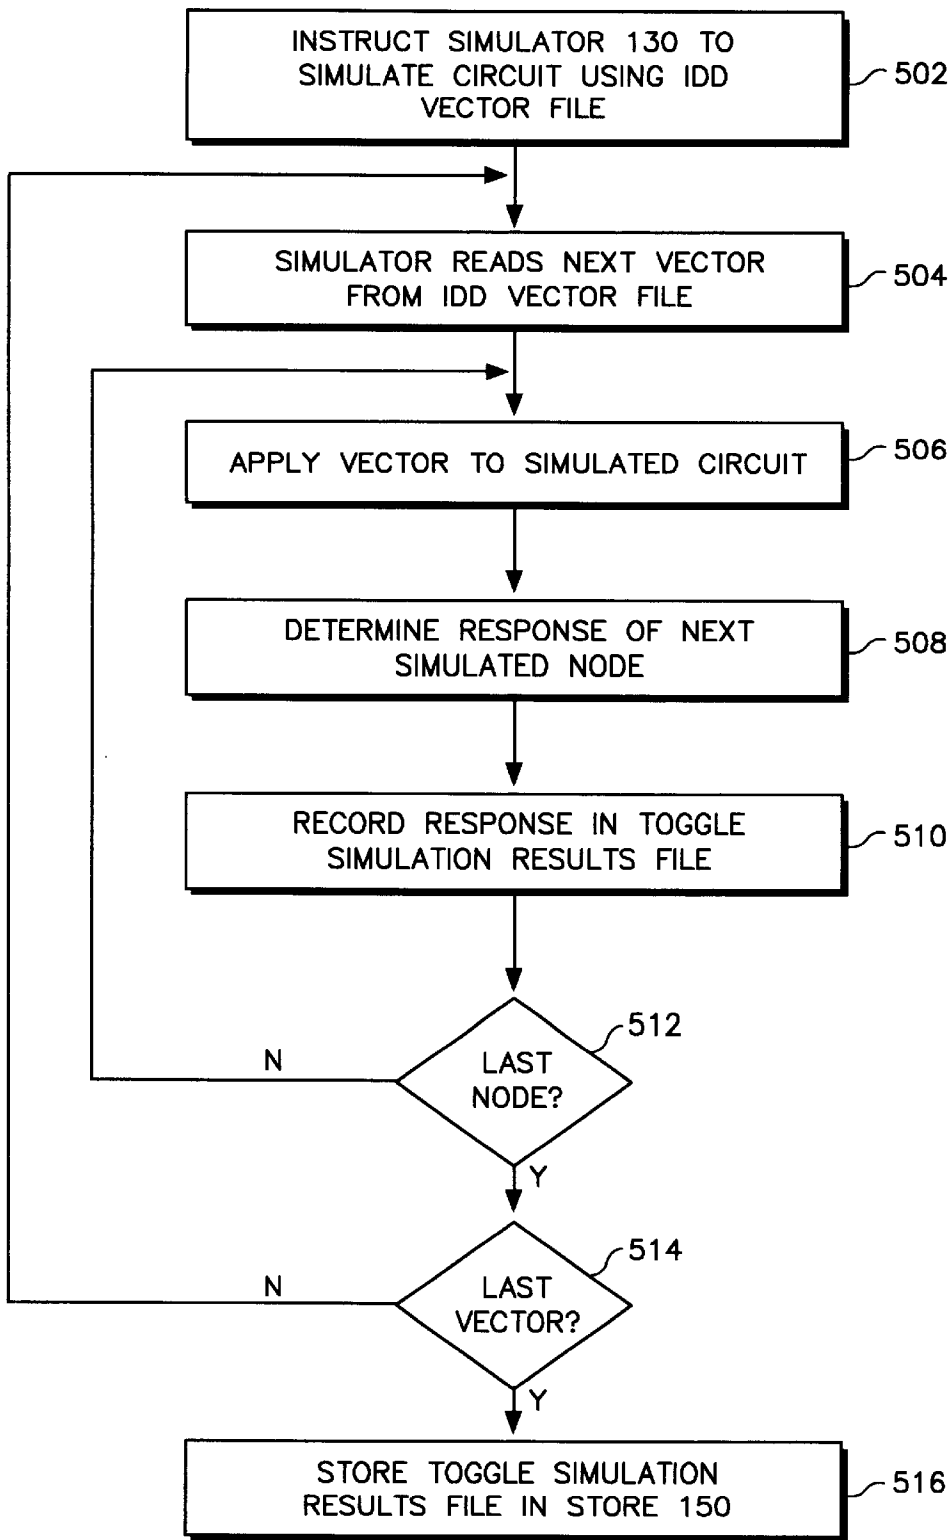 INSTRUCT SIMULATOR 130 TO
SIMULATE CIRCUIT USING IDD
VECTOR FILE
502
SIMULATOR READS NEXT VECTOR
FROM IDD VECTOR FILE
504
APPLY VECTOR TO SIMULATED CIRCUIT
506
DETERMINE RESPONSE OF NEXT
SIMULATED NODE
508
RECORD RESPONSE IN TOGGLE
SIMULATION RESULTS FILE
510
512
LAST
NODE?
N
Y
514
LAST
VECTOR?
N
Y
STORE TOGGLE SIMULATION
RESULTS FILE IN STORE 150
516